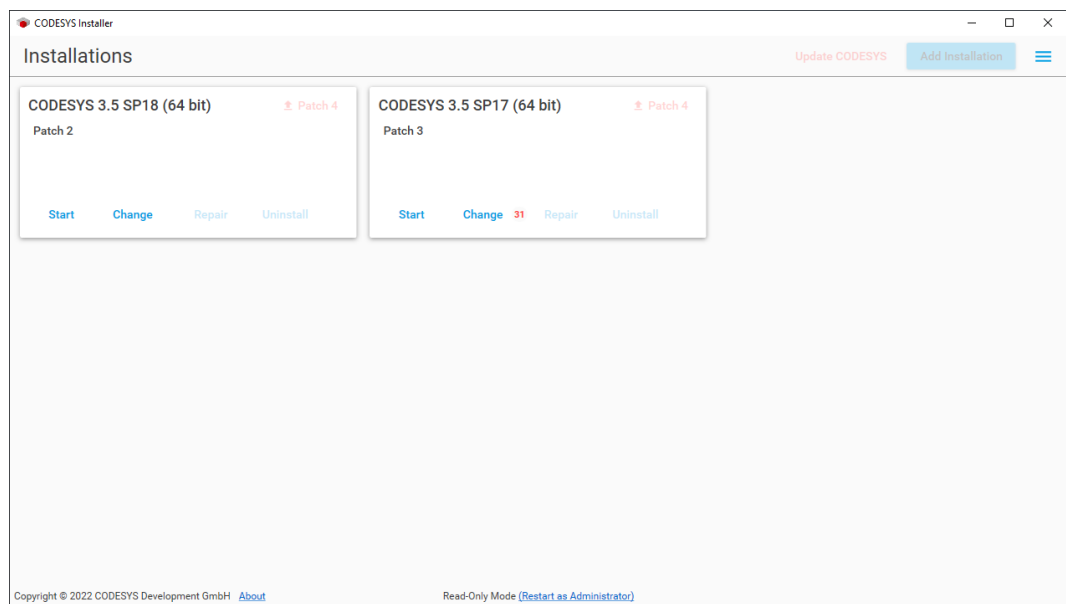 CODESYS Installer
Installations
Update CODESYS
Add Installation
CODESYS 3.5 SP18 (64 bit)
Patch 4
Patch 2
Start
Change
Repair
Uninstall
CODESYS 3.5 SP17 (64 bit)
Patch 4
Patch 3
Start
Change 31
Repair
Uninstall
Copyright © 2022 CODESYS Development GmbH About
Read-Only Mode (Restart as Administrator)